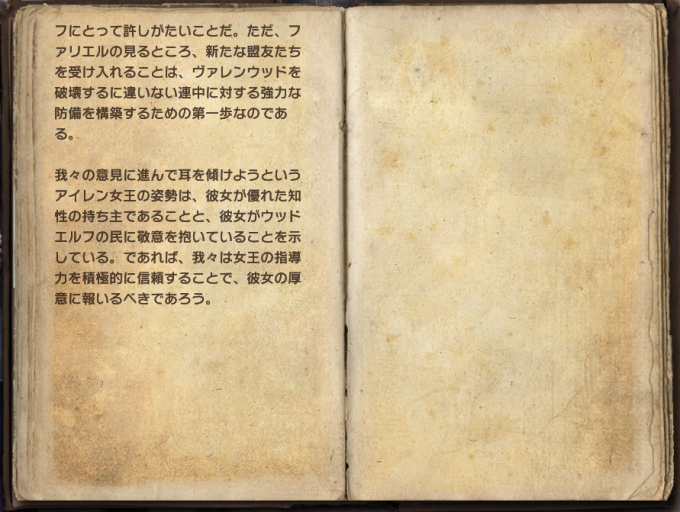 フにとって許しがたいことだ。ただ、フ
ァリエルの見るところ、新たな盟友たち
を受け入れることは、ヴァレンウッドを
破壊するに違いない連中に対する強力な
防備を構築するための第一歩なのであ
る。
我々の意見に進んで耳を傾けようという
アイレン女王の姿勢は、彼女が優れた知
性の持ち主であることと、彼女がウッド
エルフの民に敬意を抱いていることを示
している。であれば、我々は女王の指導
力を積極的に信頼することで、彼女の厚
意に報いるべきであろう。